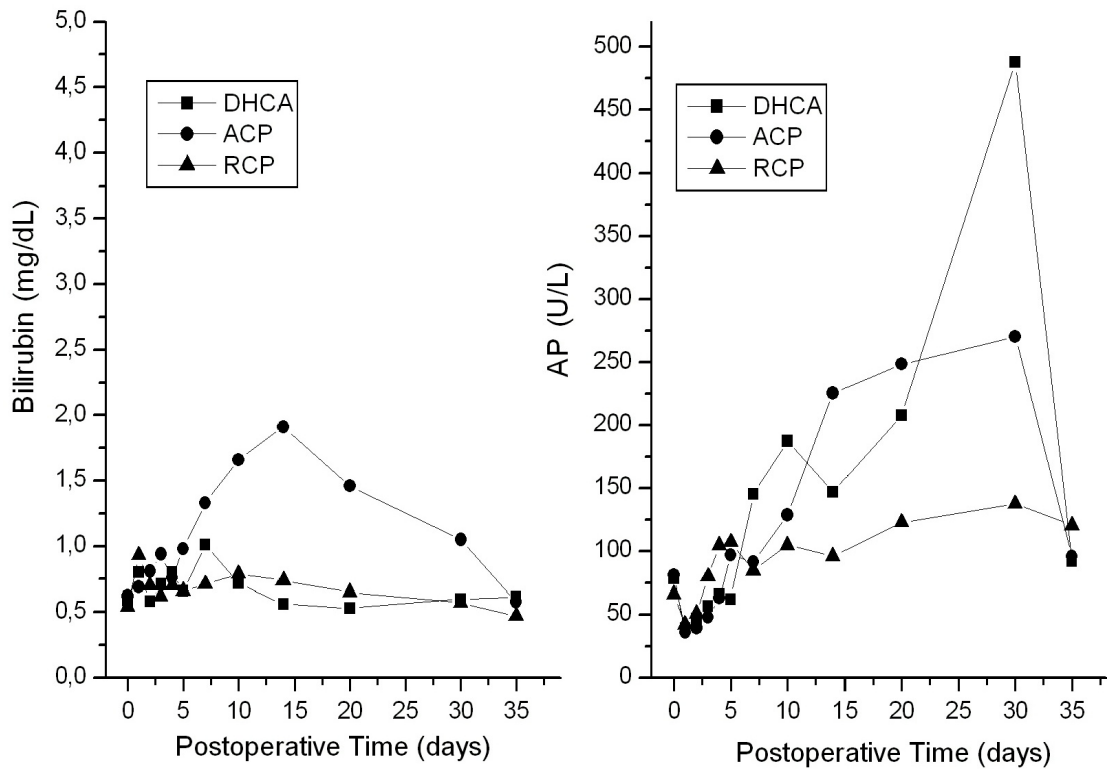 Bilirubin (mg/dL)
5,0
4,5
4,0
3,5
3,0
2,5
2,0
1,5
1,0
0,5
0,0
DHCA
ACP
RCP
0 5 10 15 20 25 30 35
Postoperative Time (days)
AP (U/L)
500
450
400
350
300
250
200
150
100
50
0
DHCA
ACP
RCP
0 5 10 15 20 25 30 35
Postoperative Time (days)